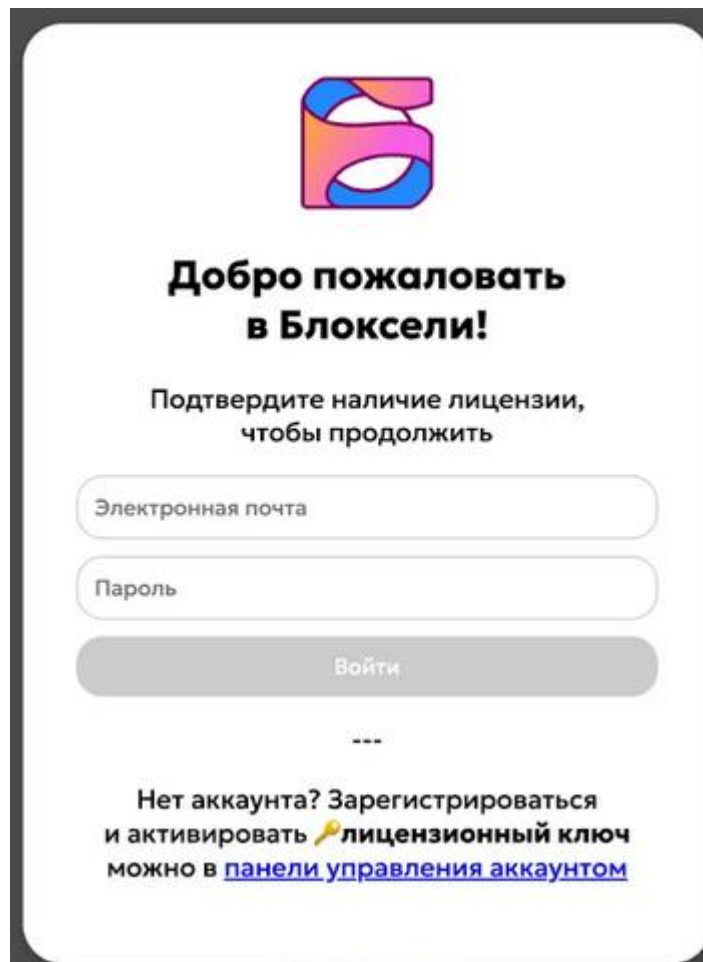 Добро пожаловать
в Блоксели!
Подтвердите наличие лицензии,
чтобы продолжить
Электронная почта
Пароль
Войти
---
Нет аккаунта? Зарегистрироваться
и активировать 🔑лицензионный ключ
можно в панели управления аккаунтом